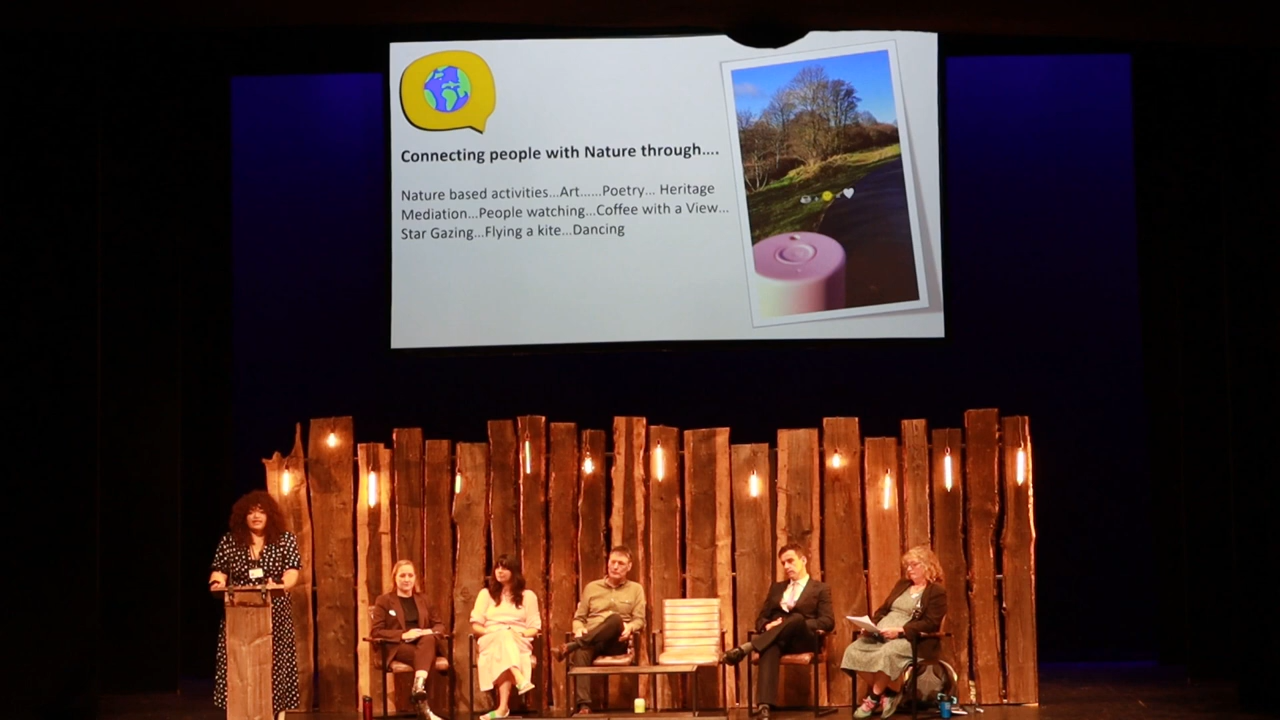 Connecting people with Nature through....
Nature based activities...Art......Poetry... Heritage
Mediation...People watching...Coffee with a View...
Star Gazing...Flying a kite...Dancing